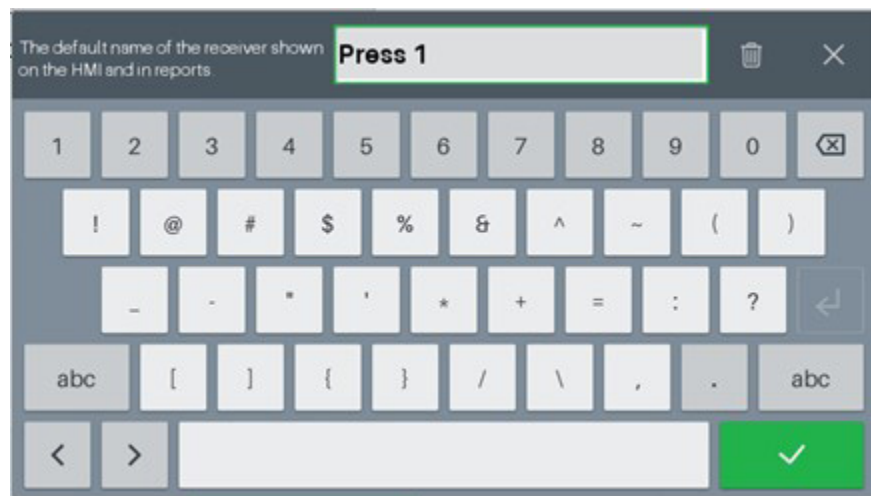 The default name of the receiver shown
on the HMI and in reports.
Press 1
1 2 3 4 5 6 7 8 9 0
! @ # $ % & ^ ~ ( )
_ - " ' * + = : ?
abc [ ] { } / \ , . abc
< >